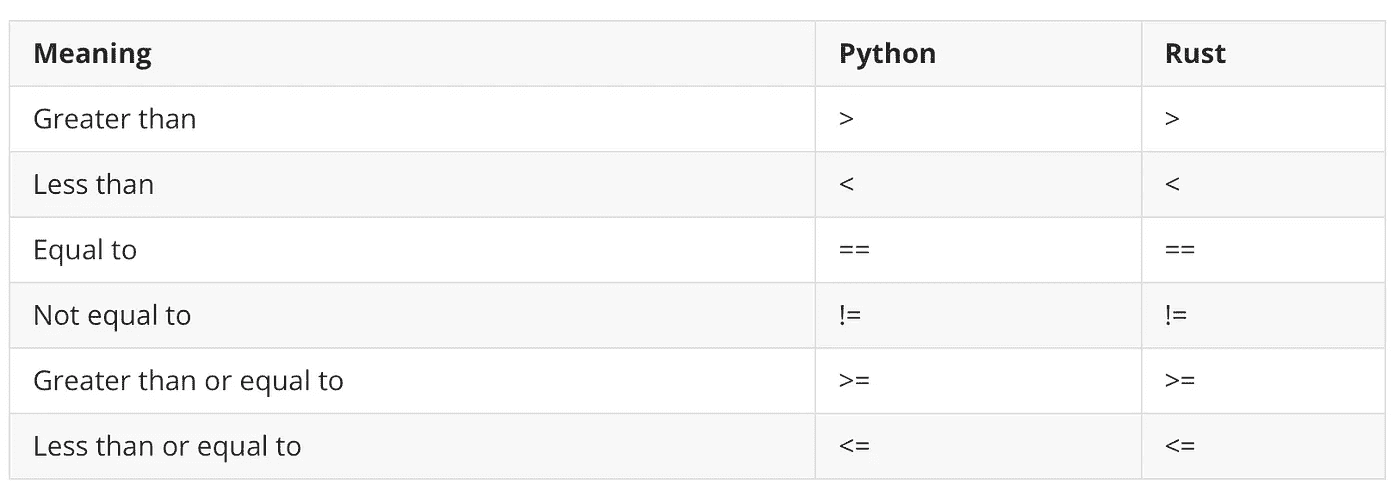 Meaning Python Rust
Greater than > >
Less than < <
Equal to == ==
Not equal to != !=
Greater than or equal to >= >=
Less than or equal to <= <=